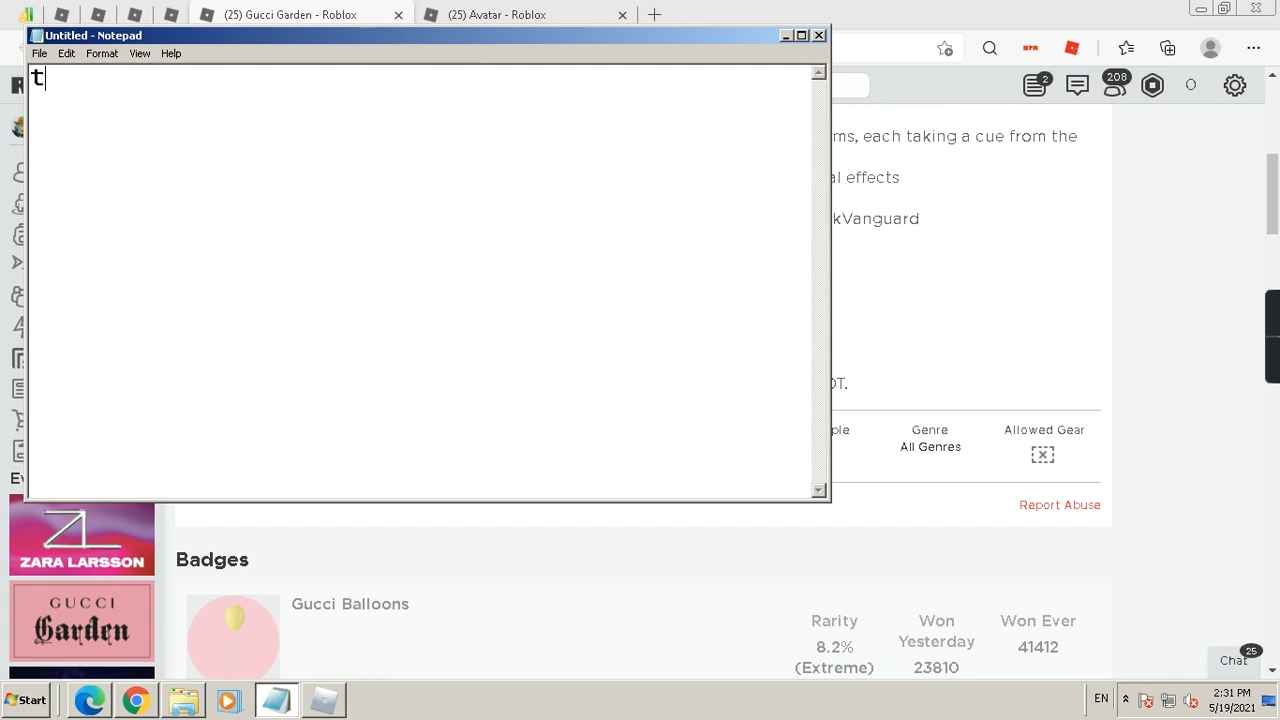 (25) Gucci Garden - Roblox
(25) Avatar - Roblox
Untitled - Notepad
File Edit Format View Help
t
2
208
ms, each taking a cue from the
al effects
kVanguard
OT.
ple
Genre
All Genres
Allowed Gear
Report Abuse
Ev
ZARA LARSSON
GUCCI
Garden
Badges
Gucci Balloons
Rarity
8.2%
(Extreme)
Won
Yesterday
23810
Won Ever
41412
Chat
25
Start
EN
2:31 PM
5/19/2021